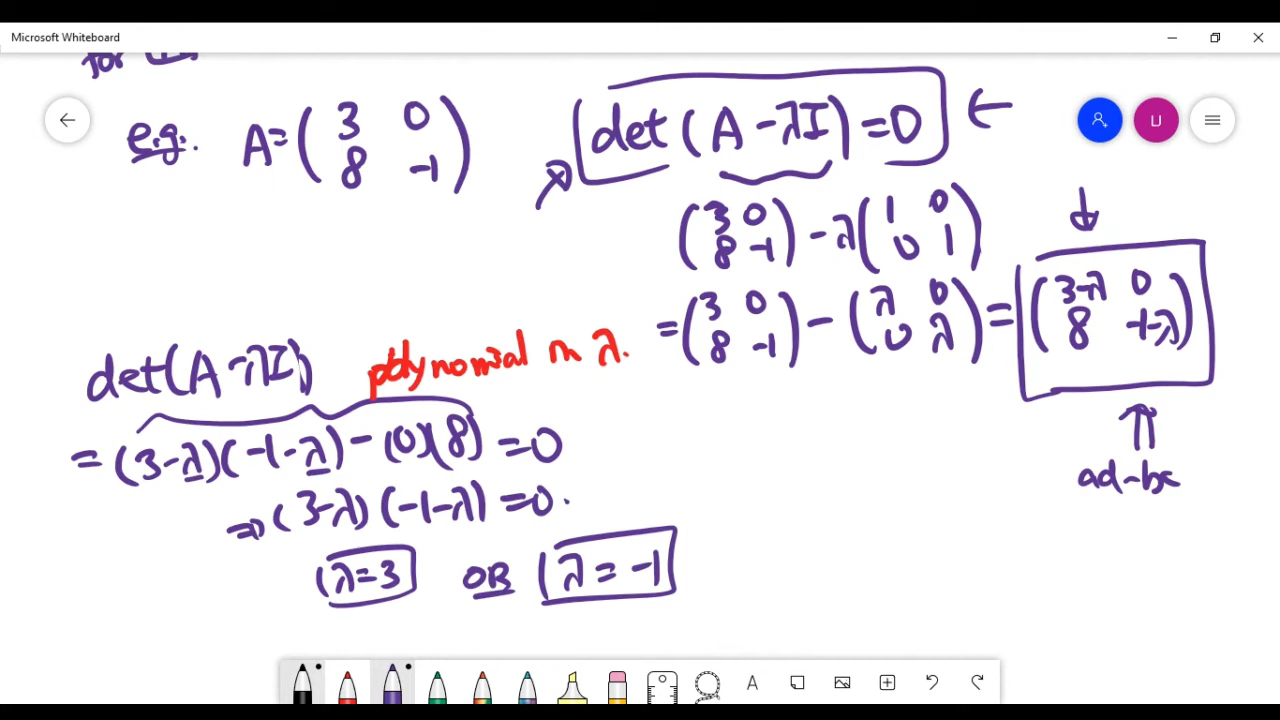 Microsoft Whiteboard
for
e.g. A= ( 3 0
8 -1 )
det(A-λI) =0 ←
U
( 3 0
8 -1 ) - λ ( 1 0
0 1 )
= ( 3 0
8 -1 ) - ( λ 0
0 λ ) = ( 3-λ 0
8 -1-λ )
ad-bc
det(A-λI)
polynomial in λ.
= (3-λ)(-1-λ) - (0)(8) =0
⇒ (3-λ)(-1-λ) =0.
λ=3 OR λ = -1
A